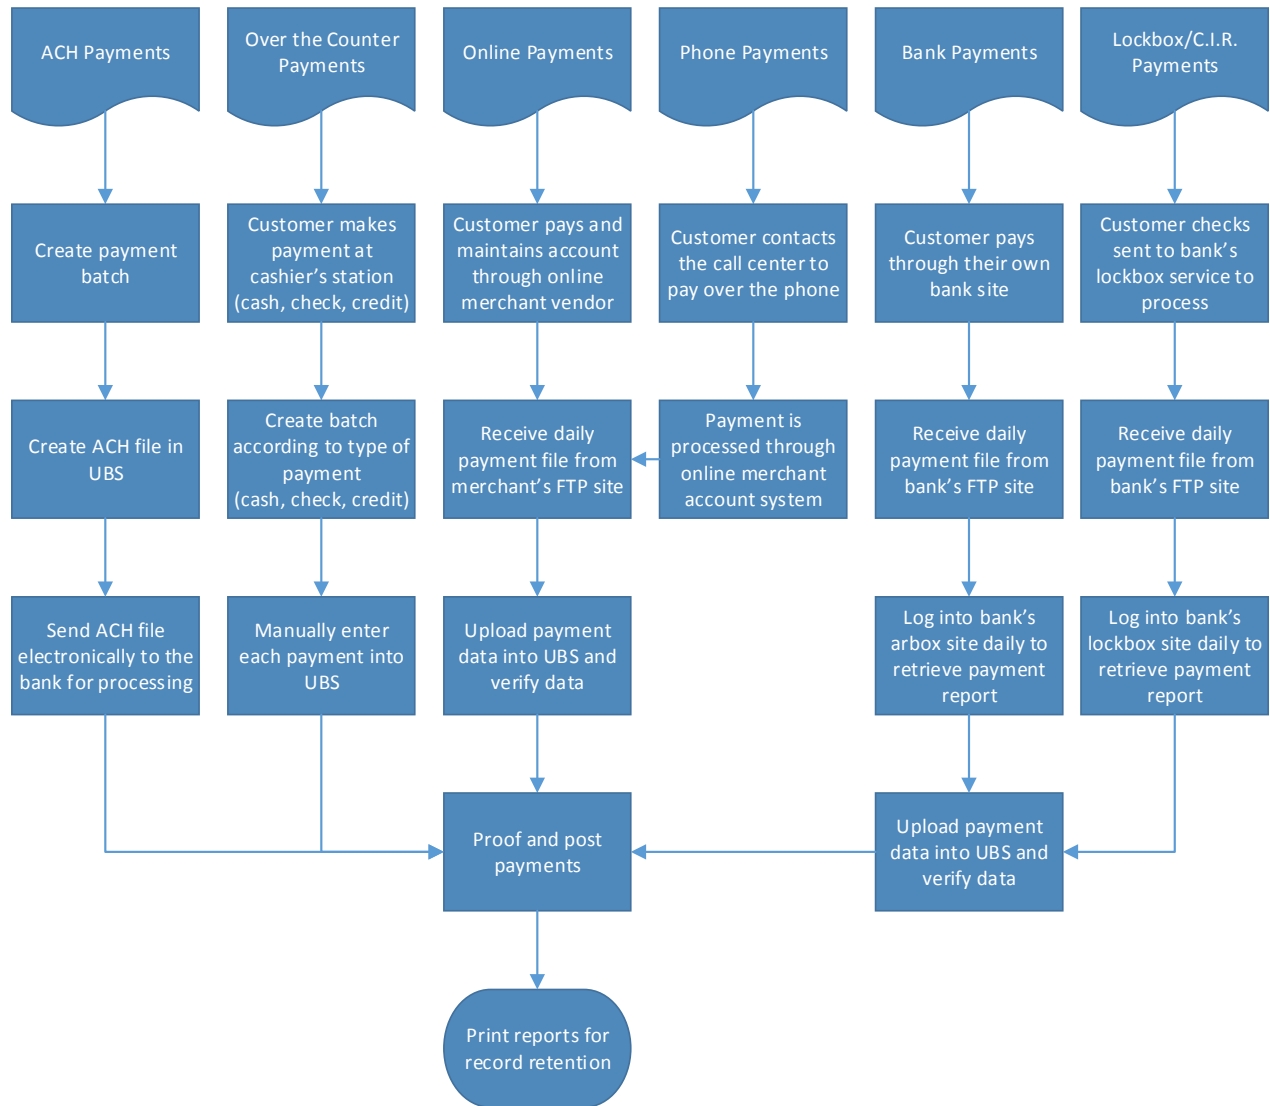 ACH Payments
Over the Counter
Payments
Online Payments
Phone Payments
Bank Payments
Lockbox/C.I.R.
Payments
Create payment
batch
Customer makes
payment at
cashier's station
(cash, check, credit)
Customer pays and
maintains account
through online
merchant vendor
Customer contacts
the call center to
pay over the phone
Customer pays
through their own
bank site
Customer checks
sent to bank's
lockbox service to
process
Create ACH file in
UBS
Create batch
according to type of
payment
(cash, check, credit)
Receive daily
payment file from
merchant's FTP site
Payment is
processed through
online merchant
account system
Receive daily
payment file from
bank's FTP site
Receive daily
payment file from
bank's FTP site
Send ACH file
electronically to the
bank for processing
Manually enter
each payment into
UBS
Upload payment
data into UBS and
verify data
Log into bank's
arbox site daily to
retrieve payment
report
Log into bank's
lockbox site daily to
retrieve payment
report
Proof and post
payments
Upload payment
data into UBS and
verify data
Print reports for
record retention